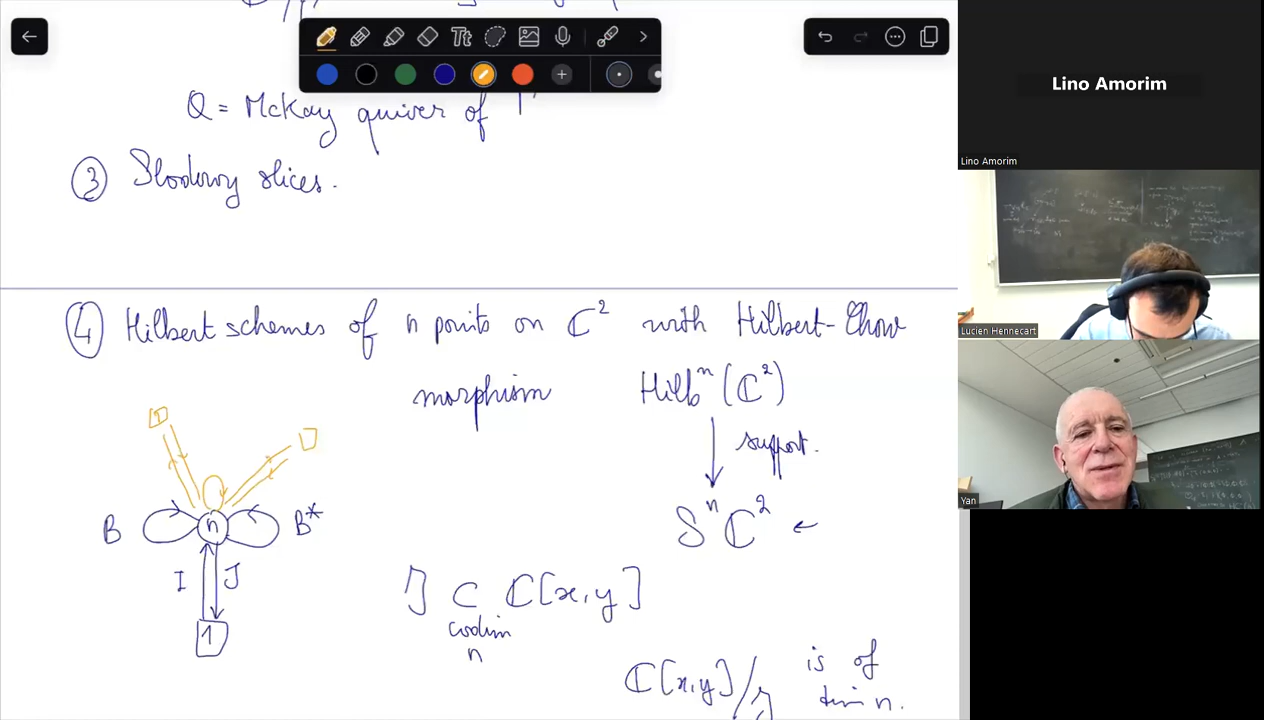 Tt
Q = McKay quiver of Γ
③ Slodowy slices.
④ Hilbert schemes of n points on ℂ² with Hilbert-Chow
morphism
Hilbⁿ(ℂ²)
support.
Sⁿℂ² ←
B n B*
I J
1
J ⊂ ℂ[x,y]
codim
n
ℂ[x,y]/J is of
dim n.
Lino Amorim
Lino Amorim
Lucien Hennecart
Yan